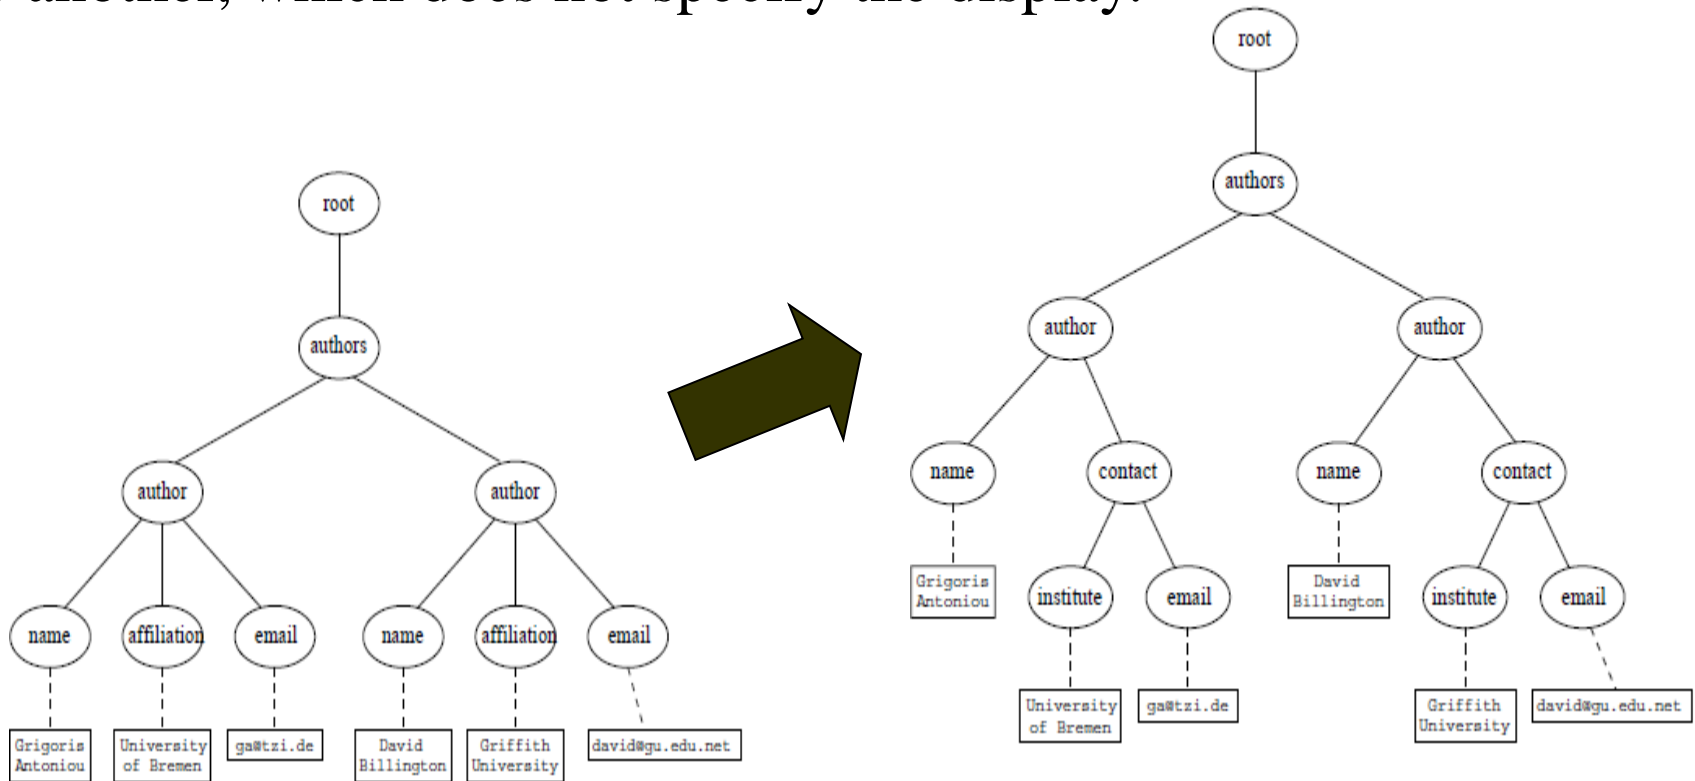 another, which does not specify the display.
root
authors
author
author
name
affiliation
email
name
affiliation
email
Grigoris
Antoniou
University
of Bremen
ga@tzi.de
David
Billington
Griffith
University
david@gu.edu.net
root
authors
author
author
name
contact
name
contact
Grigoris
Antoniou
institute
email
David
Billington
institute
email
University
of Bremen
ga@tzi.de
Griffith
University
david@gu.edu.net